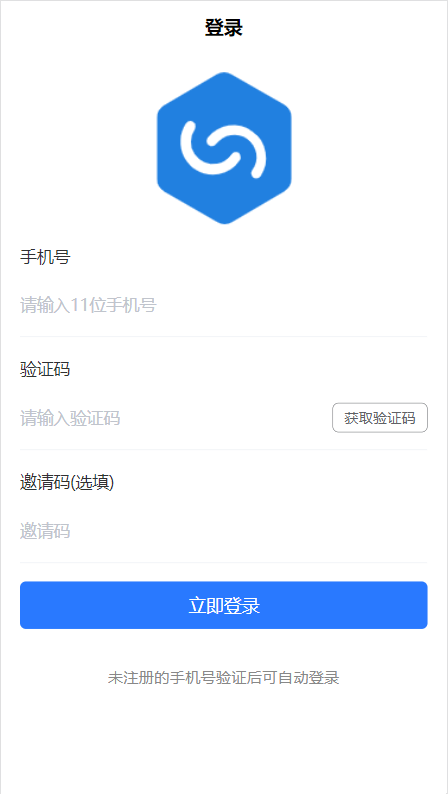 登录
手机号
请输入11位手机号
验证码
请输入验证码 获取验证码
邀请码(选填)
邀请码
立即登录
未注册的手机号验证后可自动登录